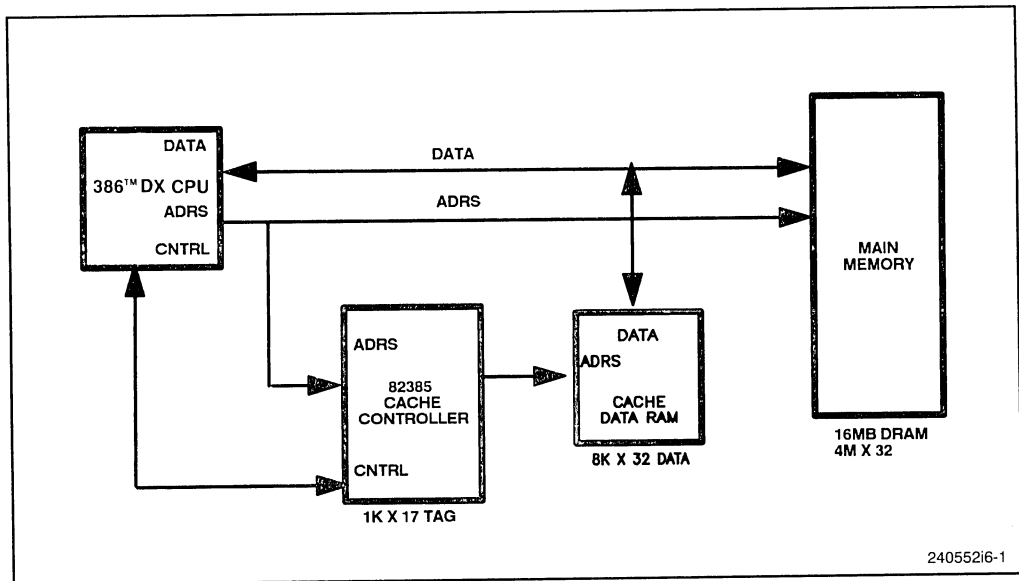 DATA
386™ DX CPU
ADRS
CNTRL
DATA
ADRS
MAIN
MEMORY
16MB DRAM
4M X 32
ADRS
82385
CACHE
CONTROLLER
CNTRL
1K X 17 TAG
DATA
ADRS
CACHE
DATA RAM
8K X 32 DATA
240552i6-1